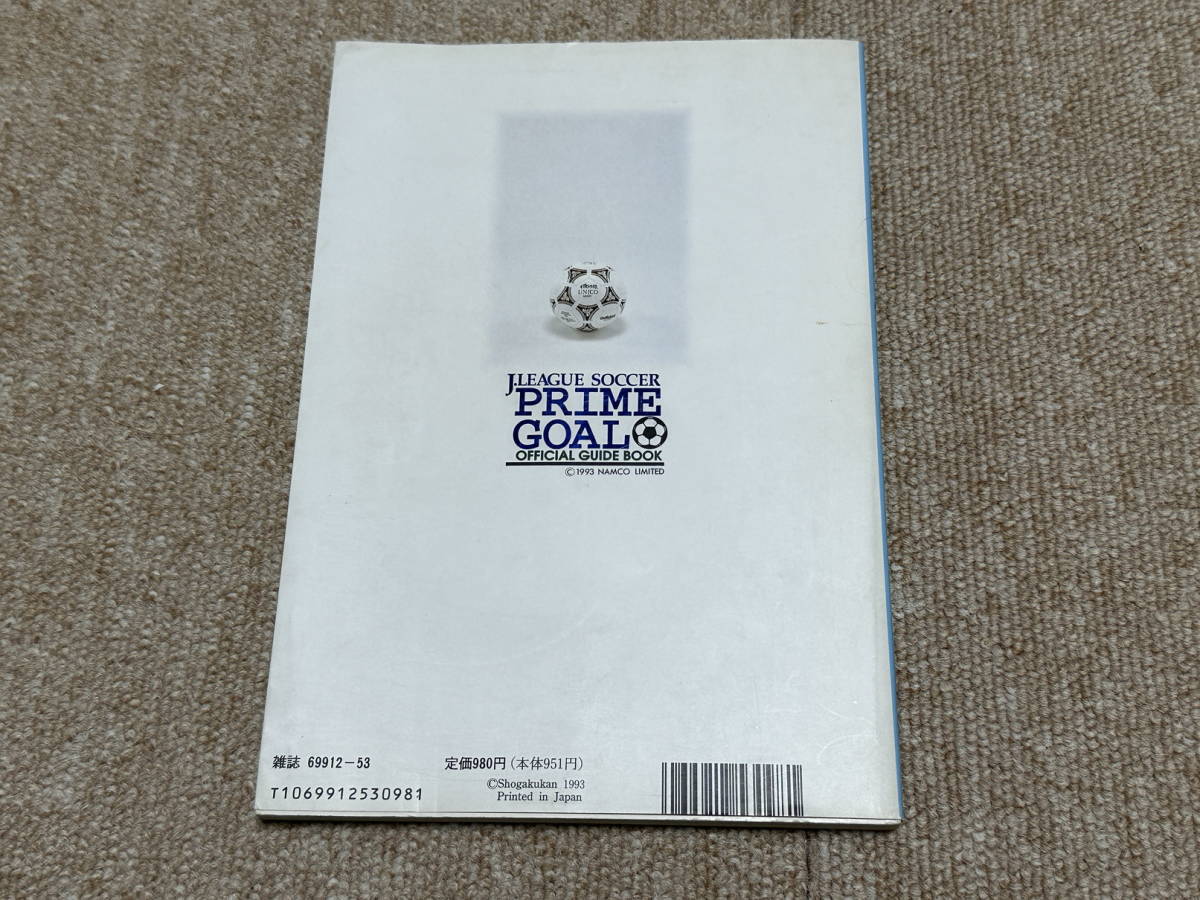 UNICO
J.LEAGUE SOCCER
PRIME
GOAL
OFFICIAL GUIDE BOOK
©1993 NAMCO LIMITED
雑誌 69912-53
定価980円(本体951円)
©Shogakukan 1993
Printed in Japan
T1069912530981